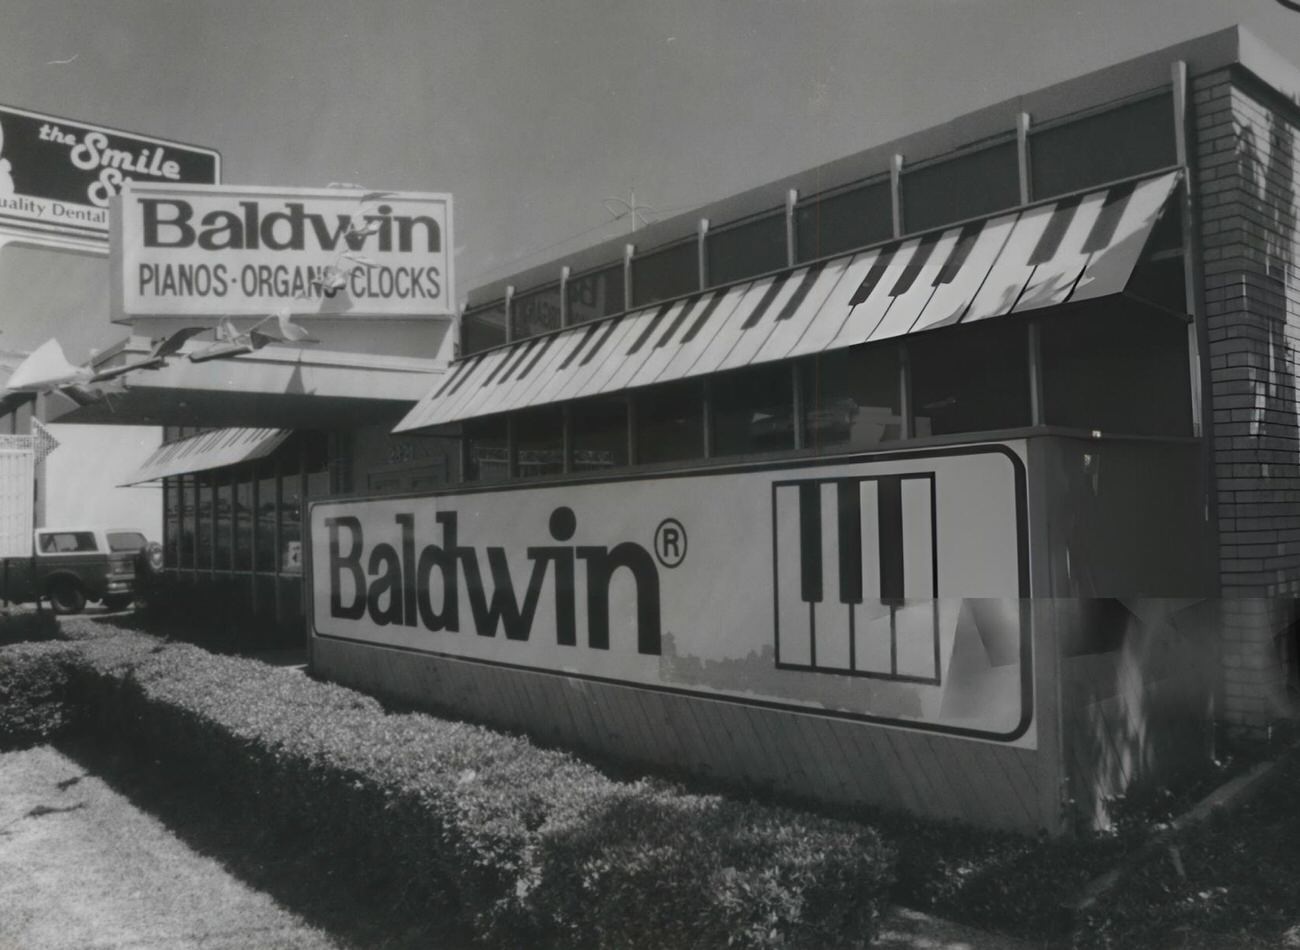 the Smile
uality Dental
Baldwin
PIANOS·ORGANS·CLOCKS
Baldwin®